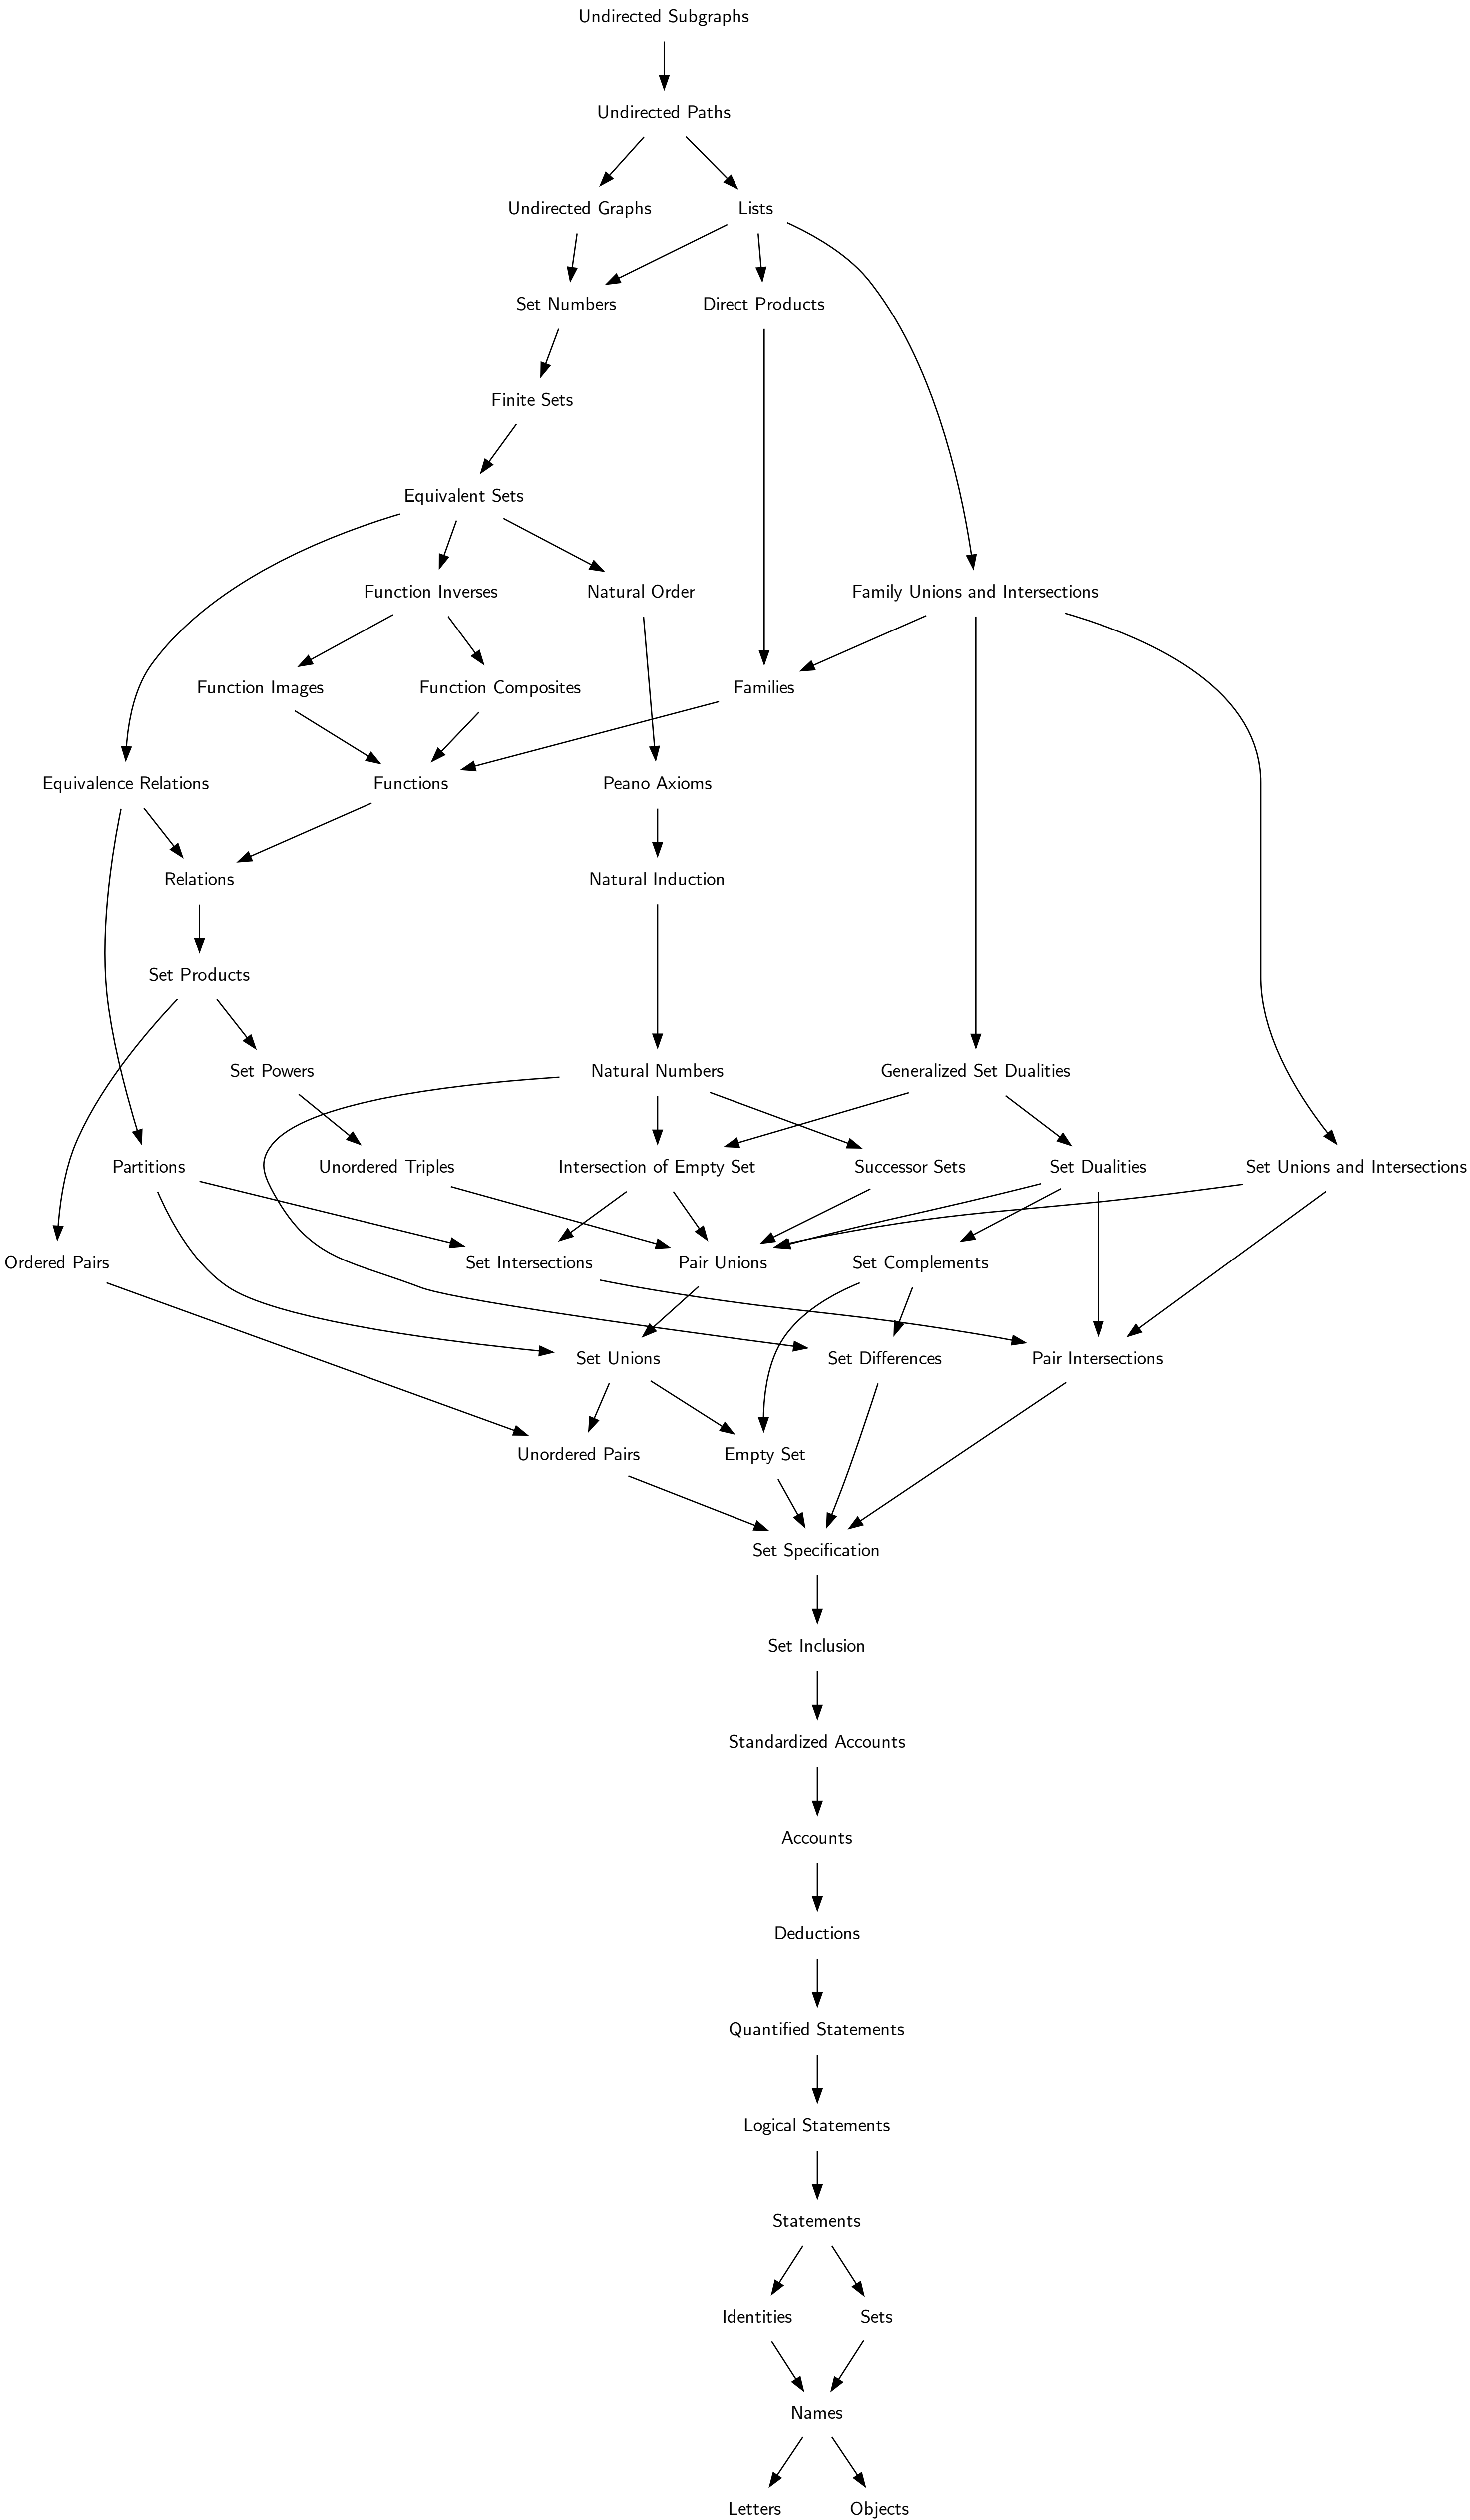 Undirected Subgraphs
Undirected Paths
Undirected Graphs
Lists
Set Numbers
Direct Products
Finite Sets
Equivalent Sets
Function Inverses
Natural Order
Family Unions and Intersections
Function Images
Function Composites
Families
Equivalence Relations
Functions
Peano Axioms
Relations
Natural Induction
Set Products
Set Powers
Natural Numbers
Generalized Set Dualities
Partitions
Unordered Triples
Intersection of Empty Set
Successor Sets
Set Dualities
Set Unions and Intersections
Ordered Pairs
Set Intersections
Pair Unions
Set Complements
Set Unions
Set Differences
Pair Intersections
Unordered Pairs
Empty Set
Set Specification
Set Inclusion
Standardized Accounts
Accounts
Deductions
Quantified Statements
Logical Statements
Statements
Identities
Sets
Names
Letters
Objects